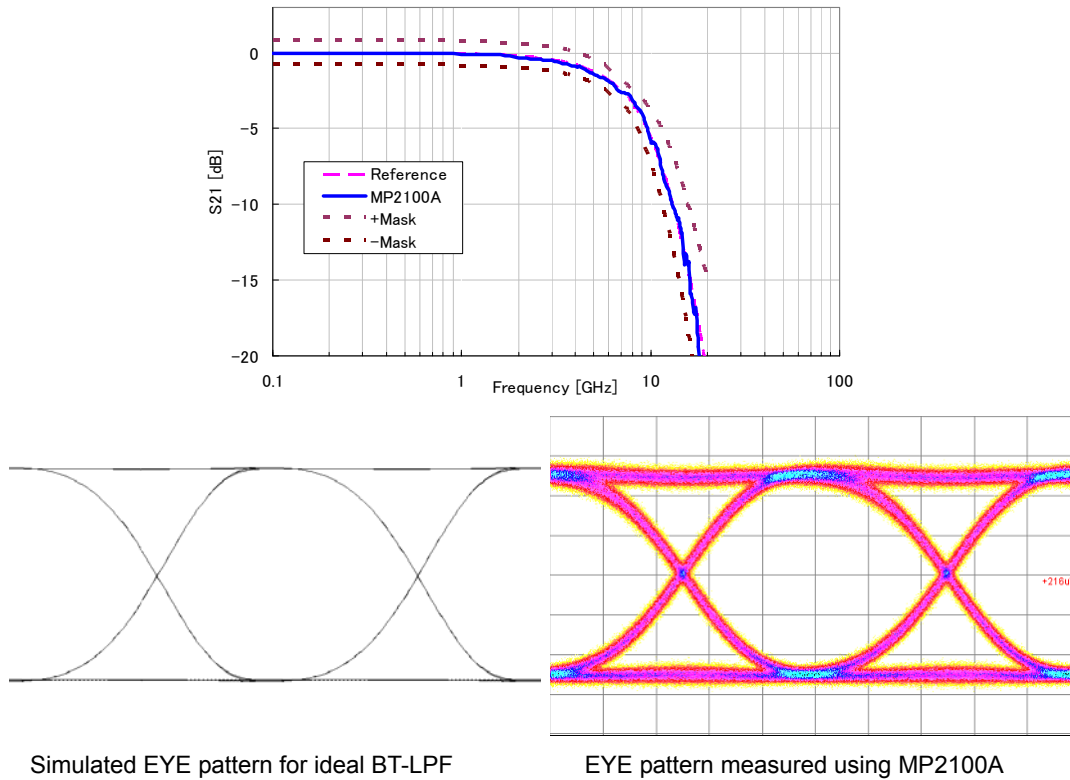 0
-5
-10
-15
-20
S21 [dB]
Reference
MP2100A
+Mask
-Mask
0.1
1
10
100
Frequency [GHz]
+216u
Simulated EYE pattern for ideal BT-LPF
EYE pattern measured using MP2100A